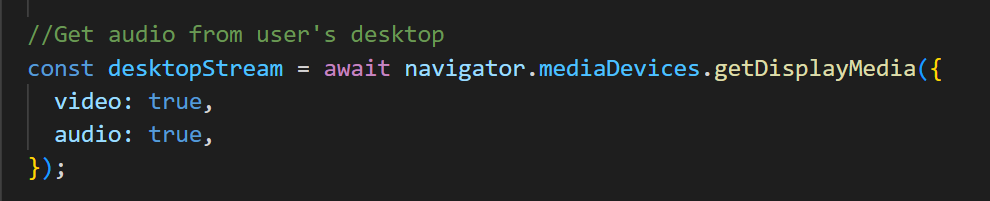 //Get audio from user's desktop
const desktopStream = await navigator.mediaDevices.getDisplayMedia({
  video: true,
  audio: true,
});